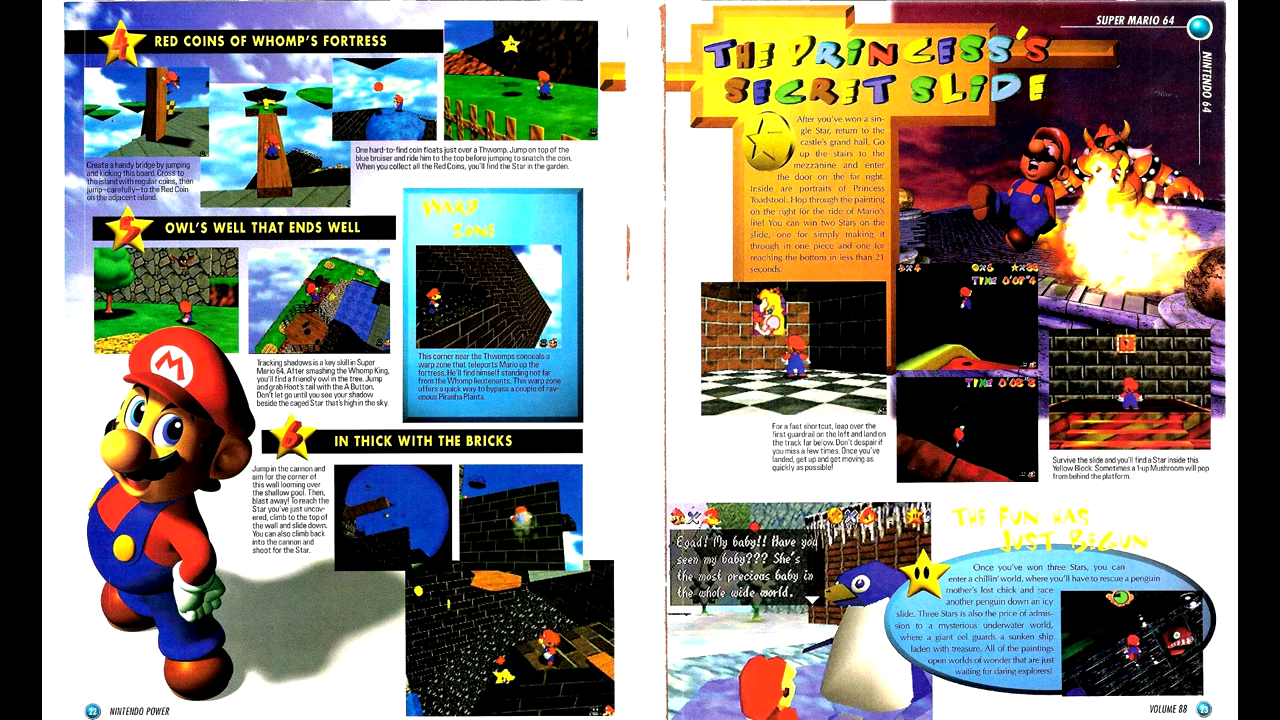 4 RED COINS OF WHOMP'S FORTRESS
Create a handy bridge by jumping
and kicking this board. Cross to
the island with regular coins, then
jump–carefully–to the Red Coin
on the adjacent island.
One hard-to-find coin floats just over a Thwomp. Jump on top of the
blue bruiser and ride him to the top before jumping to snatch the coin.
When you collect all the Red Coins, you'll find the Star in the garden.
5 OWL'S WELL THAT ENDS WELL
Tracking shadows is a key skill in Super
Mario 64. After smashing the Whomp King,
you'll find a friendly owl in the tree. Jump
and grab Hoot's tail with the A Button.
Don't let go until you see your shadow
beside the caged Star that's high in the sky.
WARP
ZONE
This corner near the Thwomps conceals a
warp zone that teleports Mario up the
fortress. He'll find himself standing not far
from the Whomp lieutenants. This warp zone
offers a quick way to bypass a couple of rav-
enous Piranha Plants.
6 IN THICK WITH THE BRICKS
Jump in the cannon and
aim for the corner of
this wall looming over
the shallow pool. Then,
blast away! To reach the
Star you've just uncov-
ered, climb to the top of
the wall and slide down.
You can also climb back
into the cannon and
shoot for the Star.
M
22 NINTENDO POWER
SUPER MARIO 64
NINTENDO 64
THE PRINCESS'S
SECRET SLIDE
After you've won a sin-
gle Star, return to the
castle's grand hall. Go
up the stairs to the
mezzanine and enter
the door on the far right.
Inside are portraits of Princess
Toadstool. Hop through the painting
on the right for the ride of Mario's
life! You can win two Stars on the
slide, one for simply making it
through in one piece and one for
reaching the bottom in less than 21
seconds.
For a fast shortcut, leap over the
first guardrail on the left and land on
the track far below. Don't despair if
you miss a few times. Once you've
landed, get up and get moving as
quickly as possible!
TIME
TIME
Survive the slide and you'll find a Star inside this
Yellow Block. Sometimes a 1-up Mushroom will pop
from behind the platform.
Egad! My baby!! Have you
seen my baby??? She's
the most precious baby in
the whole wide world.
THE FUN HAS
JUST BEGUN
Once you've won three Stars, you can
enter a chillin' world, where you'll have to rescue a penguin
mother's lost chick and race
another penguin down an icy
slide. Three Stars is also the price of admis-
sion to a mysterious underwater world,
where a giant eel guards a sunken ship
laden with treasure. All of the paintings
open worlds of wonder that are just
waiting for daring explorers!
VOLUME 88 23